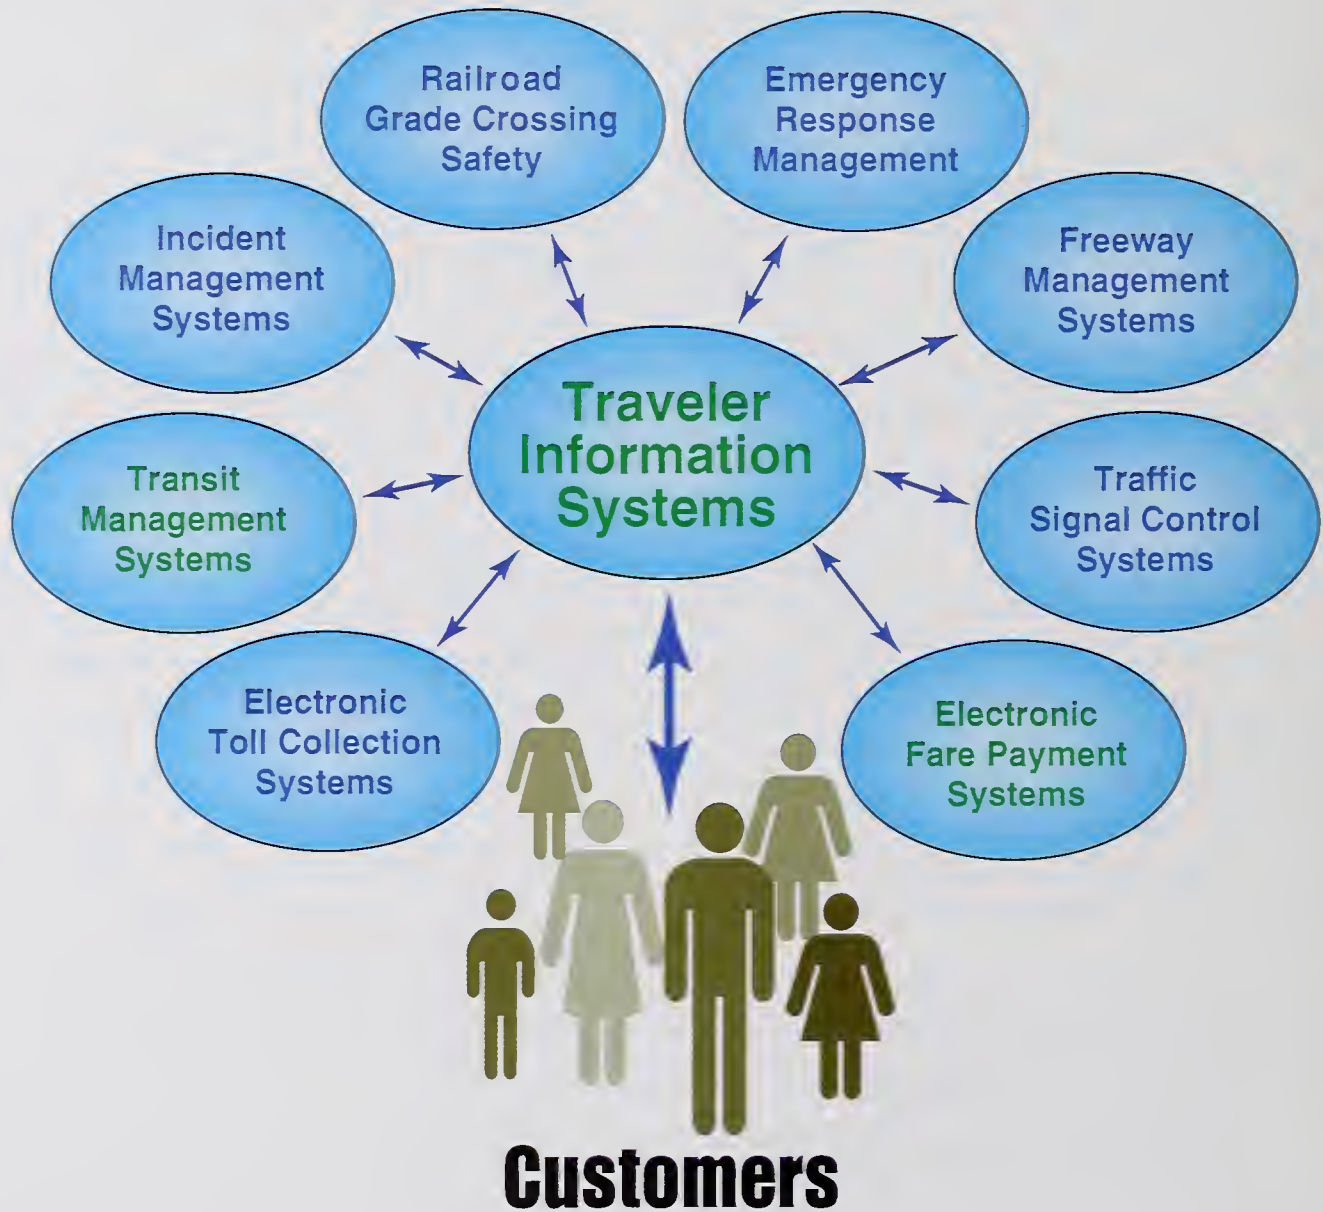 Railroad
Grade Crossing
Safety
Emergency
Response
Management
Incident
Management
Systems
Freeway
Management
Systems
Traveler
Information
Systems
Transit
Management
Systems
Traffic
Signal Control
Systems
Electronic
Toll Collection
Systems
Electronic
Fare Payment
Systems
Customers